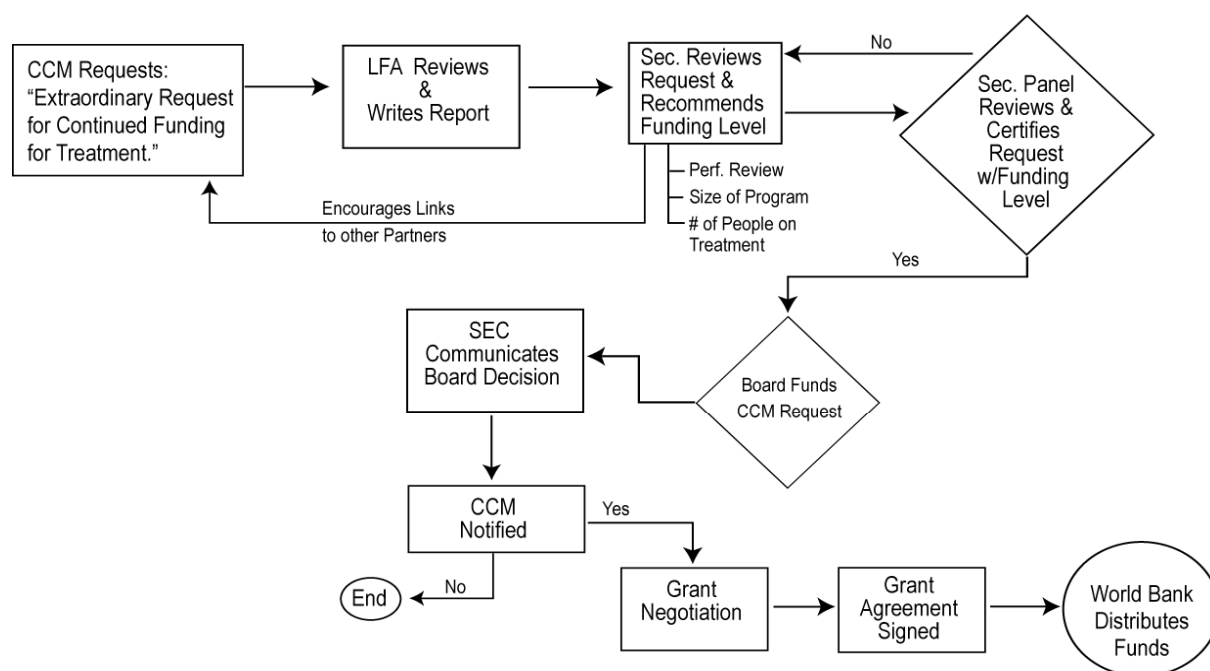 CCM Requests:
“Extraordinary Request
for Continued Funding
for Treatment.”
LFA Reviews
&
Writes Report
Sec. Reviews
Request &
Recommends
Funding Level
No
Sec. Panel
Reviews &
Certifies
Request
w/Funding
Level
Perf. Review
Size of Program
# of People on
Treatment
Encourages Links
to other Partners
Yes
Board Funds
CCM Request
SEC
Communicates
Board Decision
CCM
Notified
Yes
No
End
Grant
Negotiation
Grant
Agreement
Signed
World Bank
Distributes
Funds